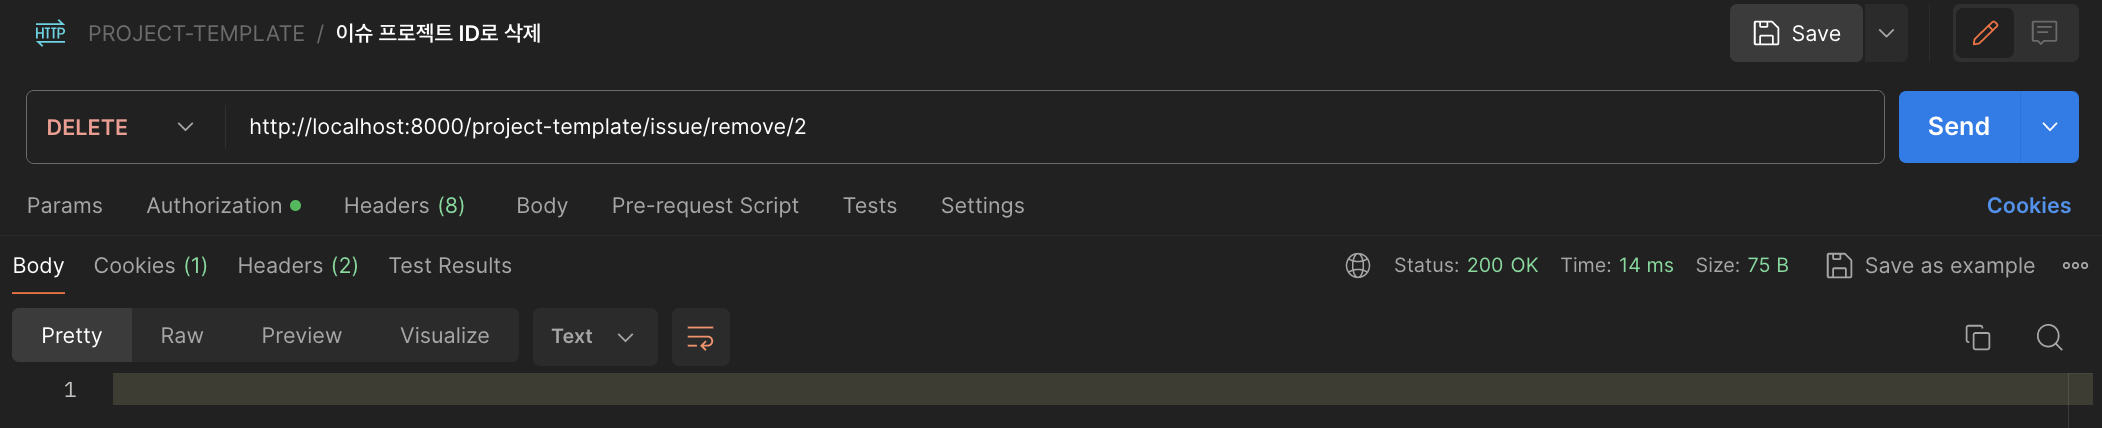 HTTP PROJECT-TEMPLATE / 이슈 프로젝트 ID로 삭제 Save
DELETE http://localhost:8000/project-template/issue/remove/2 Send
Params Authorization Headers (8) Body Pre-request Script Tests Settings Cookies
Body Cookies (1) Headers (2) Test Results Status: 200 OK Time: 14 ms Size: 75 B Save as example
Pretty Raw Preview Visualize Text
1